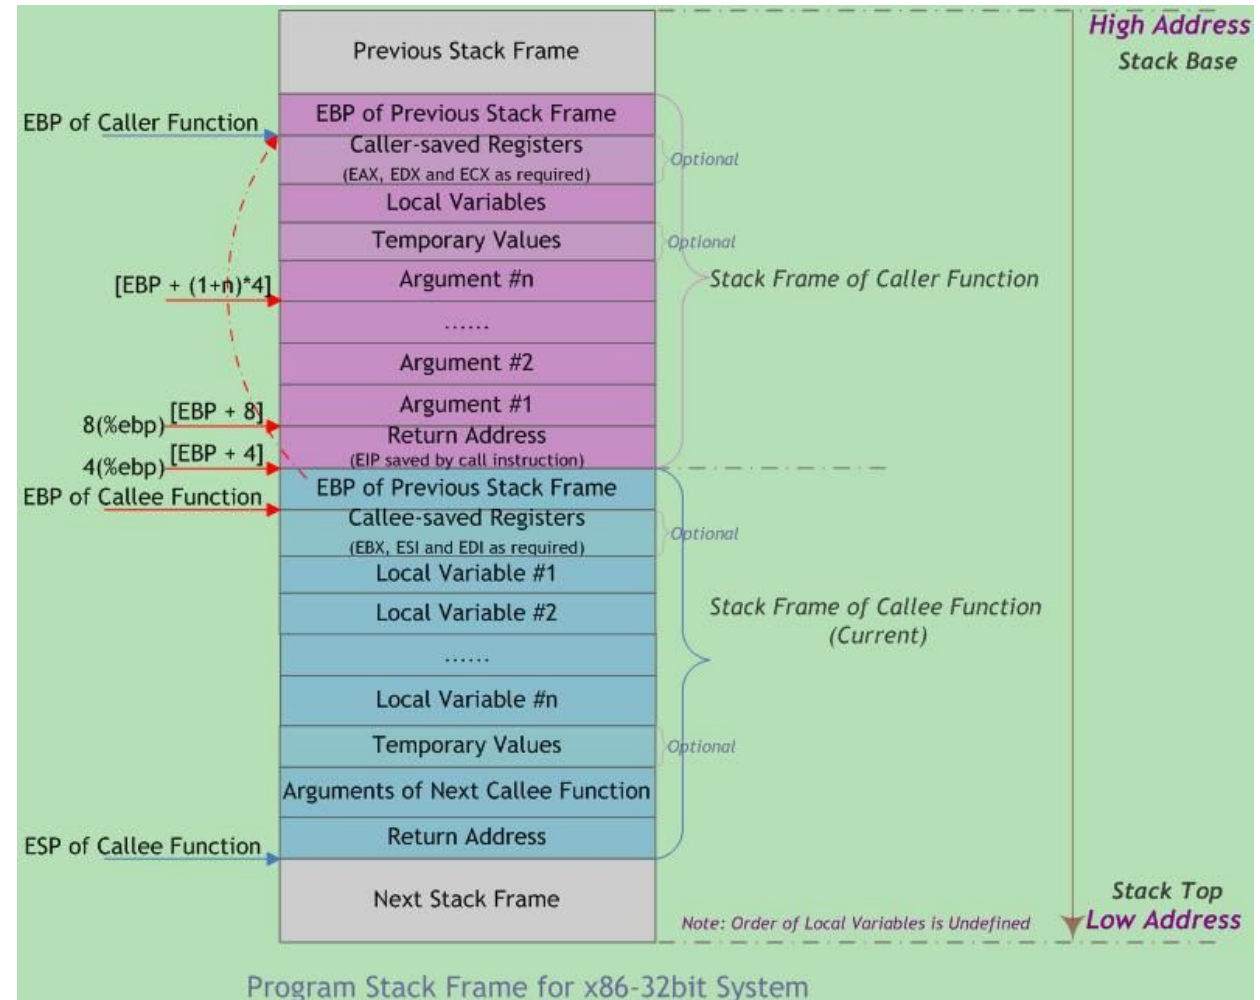 High Address
Previous Stack Frame
Stack Base
EBP of Previous Stack Frame
EBP of Caller Function
Caller-saved Registers
(EAX, EDX and ECX as required)
Optional
Local Variables
Temporary Values
Optional
[EBP + (1+n)*4]
Argument #n
Stack Frame of Caller Function
......
Argument #2
Argument #1
8(%ebp)
[EBP + 8]
Return Address
(EIP saved by call instruction)
4(%ebp)
[EBP + 4]
EBP of Previous Stack Frame
EBP of Callee Function
Callee-saved Registers
(EBX, ESI and EDI as required)
Optional
Local Variable #1
Local Variable #2
Stack Frame of Callee Function
(Current)
......
Local Variable #n
Temporary Values
Optional
Arguments of Next Callee Function
Return Address
ESP of Callee Function
Next Stack Frame
Stack Top
Note: Order of Local Variables is Undefined
Low Address
Program Stack Frame for x86-32bit System